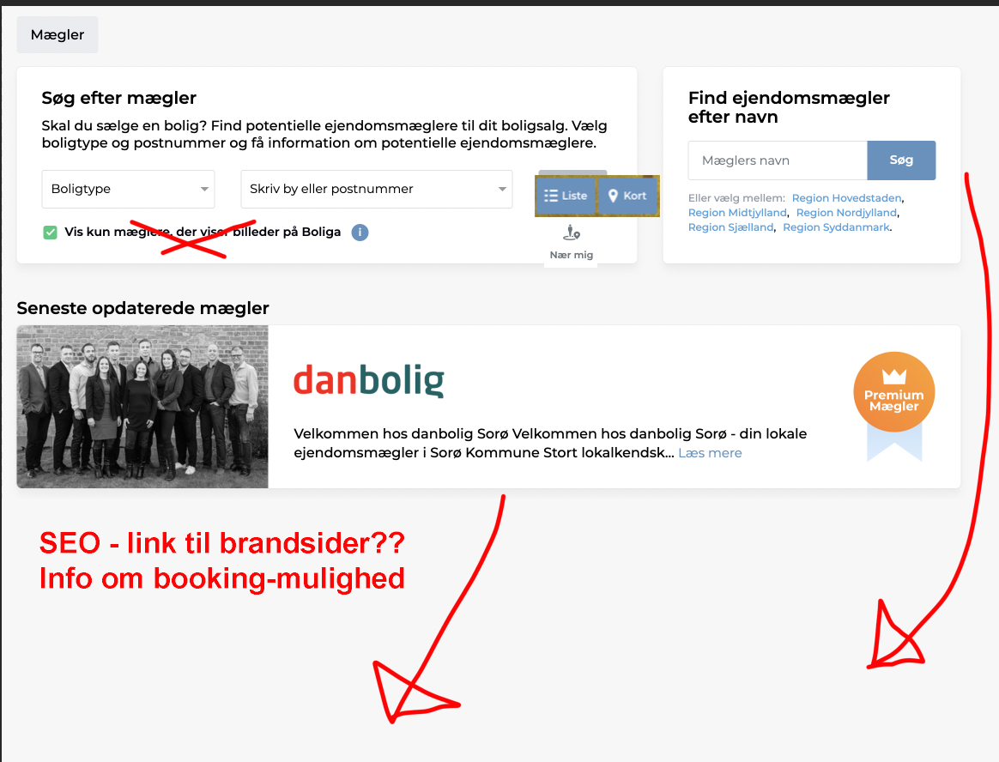 Mægler
Søg efter mægler
Skal du sælge en bolig? Find potentielle ejendomsmæglere til dit boligsalg. Vælg
boligtype og postnummer og få information om potentielle ejendomsmæglere.
Boligtype
Skriv by eller postnummer
Liste
Kort
Vis kun mæglere, der viser billeder på Boliga
i
Nær mig
Find ejendomsmægler
efter navn
Mæglers navn
Søg
Eller vælg mellem: Region Hovedstaden,
Region Midtjylland, Region Nordjylland,
Region Sjælland, Region Syddanmark.
Seneste opdaterede mægler
danbolig
Velkommen hos danbolig Sorø Velkommen hos danbolig Sorø - din lokale
ejendomsmægler i Sorø Kommune Stort lokalkendsk... Læs mere
Premium
Mægler
SEO - link til brandsider??
Info om booking-mulighed